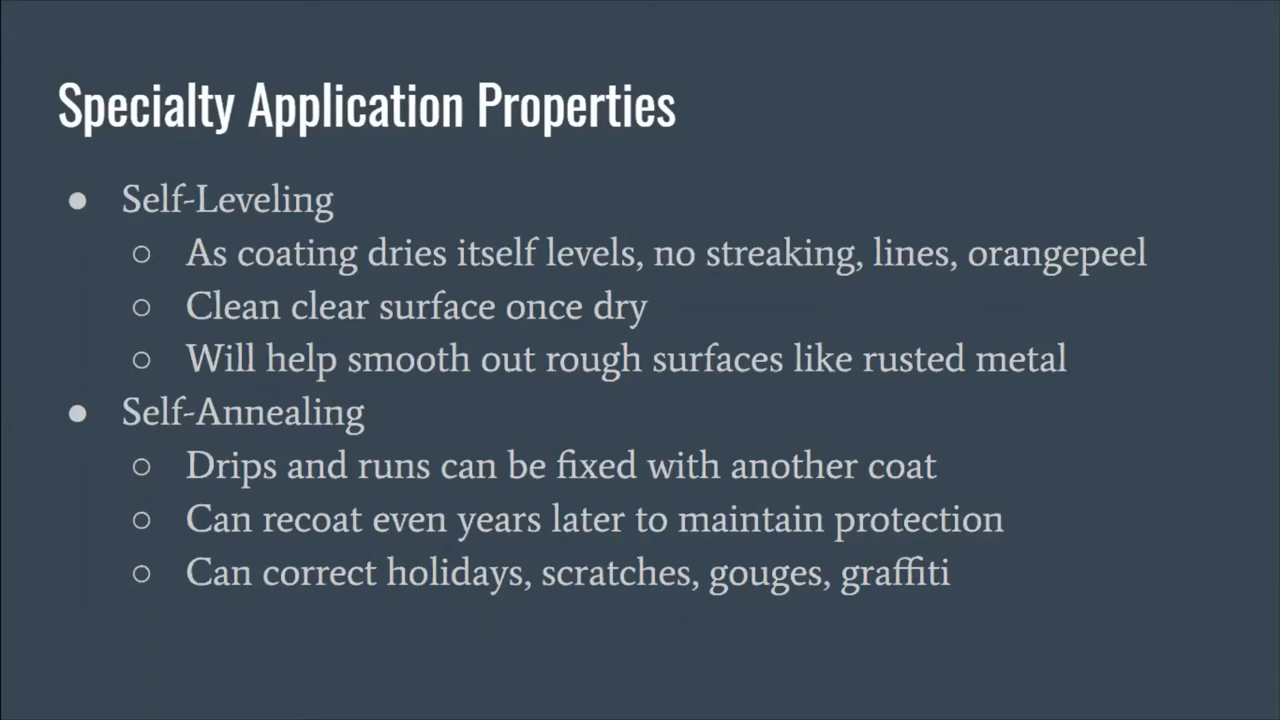 Specialty Application Properties
● Self-Leveling
○ As coating dries itself levels, no streaking, lines, orangepeel
○ Clean clear surface once dry
○ Will help smooth out rough surfaces like rusted metal
● Self-Annealing
○ Drips and runs can be fixed with another coat
○ Can recoat even years later to maintain protection
○ Can correct holidays, scratches, gouges, graffiti